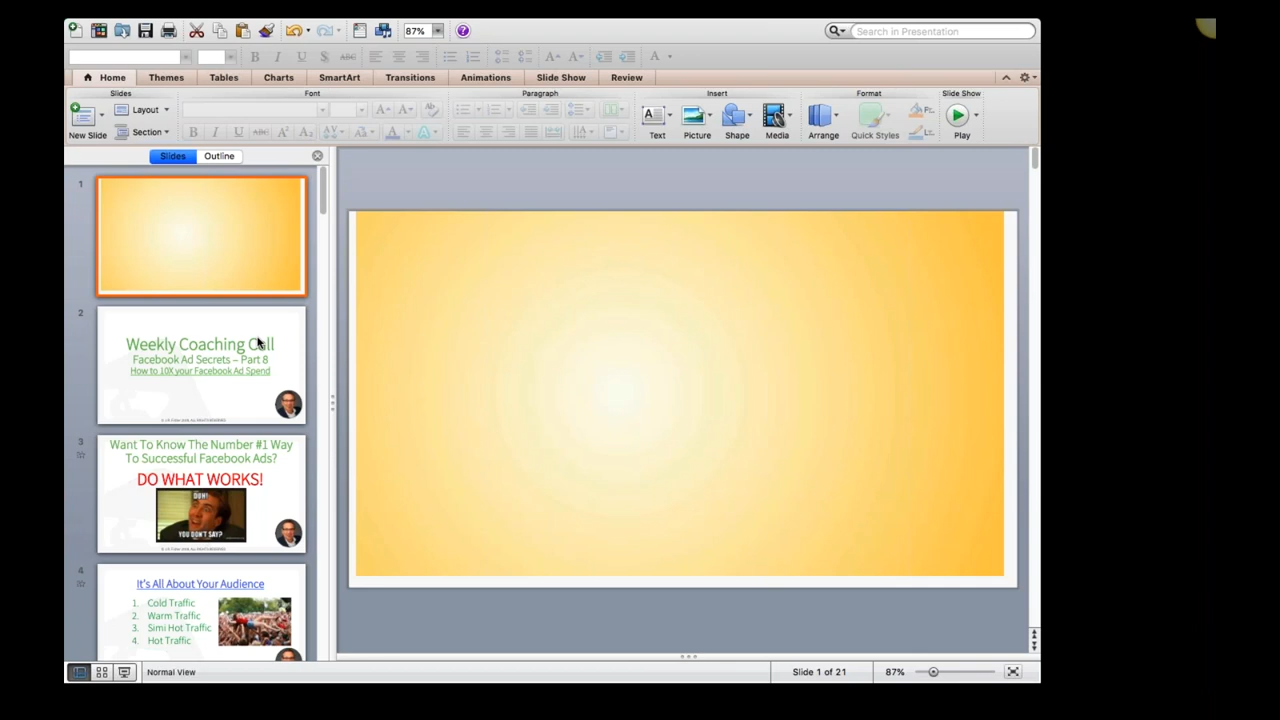 87%
Search in Presentation
Home Themes Tables Charts SmartArt Transitions Animations Slide Show Review
Slides Font Paragraph Insert Format Slide Show
New Slide
Layout
Section
Text Picture Shape Media Arrange Quick Styles Play
Slides Outline
1
2
Weekly Coaching Call
Facebook Ad Secrets – Part 8
How to 10X your Facebook Ad Spend
3
Want To Know The Number #1 Way
To Successful Facebook Ads?
DO WHAT WORKS!
YOU DON'T SAY?
4
It's All About Your Audience
1. Cold Traffic
2. Warm Traffic
3. Simi Hot Traffic
4. Hot Traffic
Normal View
Slide 1 of 21
87%